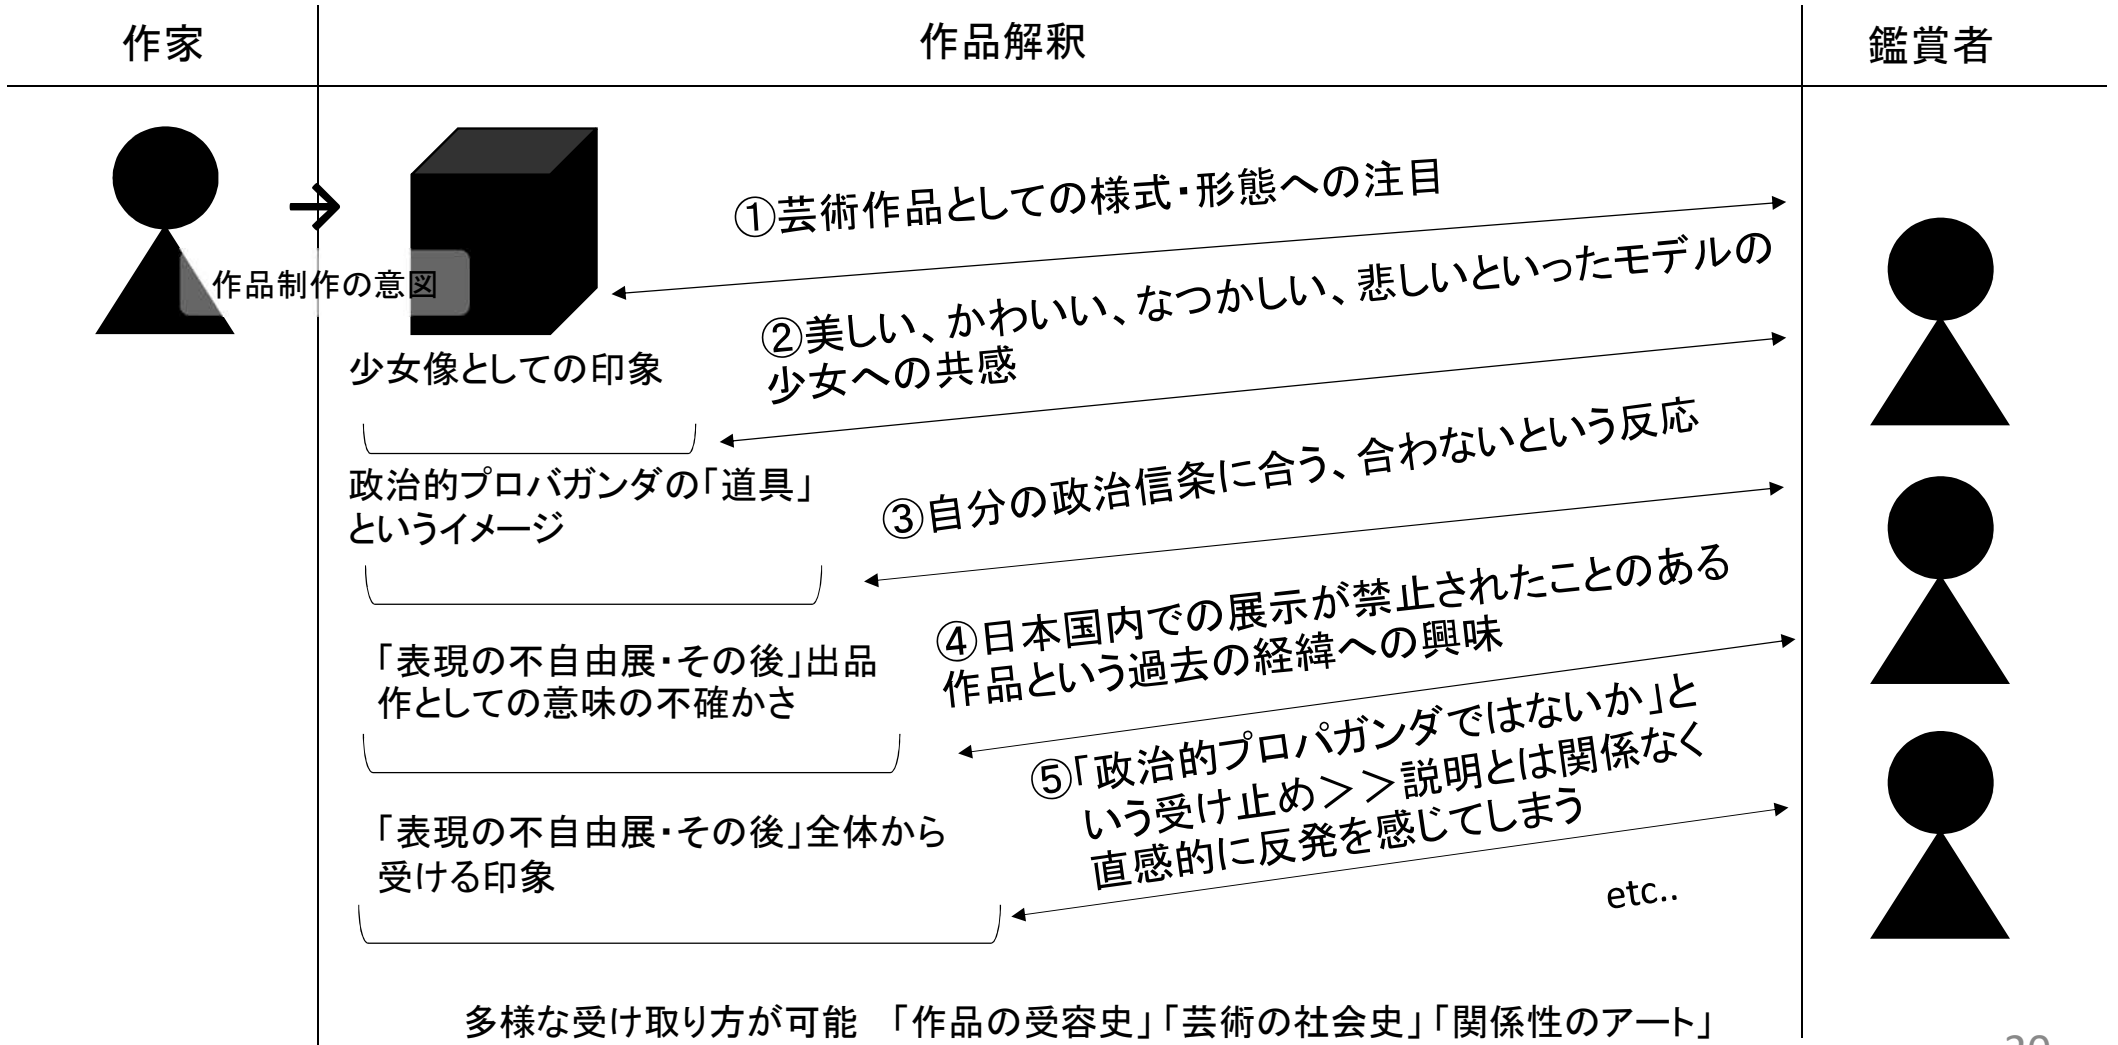 作家
作品解釈
鑑賞者
作品制作の意図
①芸術作品としての様式・形態への注目
②美しい、かわいい、なつかしい、悲しいといったモデルの
少女への共感
少女像としての印象
③自分の政治信条に合う、合わないという反応
政治的プロバガンダの「道具」
というイメージ
④日本国内での展示が禁止されたことのある
作品という過去の経緯への興味
「表現の不自由展・その後」出品
作としての意味の不確かさ
⑤「政治的プロパガンダではないか」と
いう受け止め＞＞説明とは関係なく
直感的に反発を感じてしまう
「表現の不自由展・その後」全体から
受ける印象
etc..
多様な受け取り方が可能　「作品の受容史」「芸術の社会史」「関係性のアート」